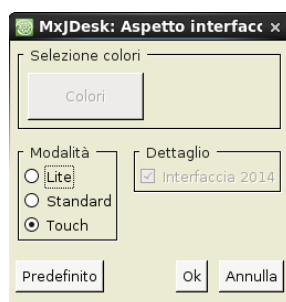 MxJDesk: Aspetto interfacc
Selezione colori
Colori
Modalità
Dettaglio
Lite
Interfaccia 2014
Standard
Touch
Predefinito
Ok
Annulla